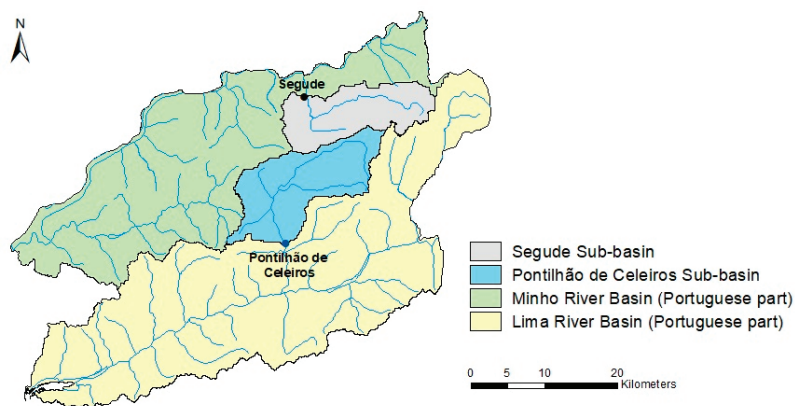 N
Segude
Pontilhão de
Celeiros
Segude Sub-basin
Pontilhão de Celeiros Sub-basin
Minho River Basin (Portuguese part)
Lima River Basin (Portuguese part)
0 5 10 20
Kilometers